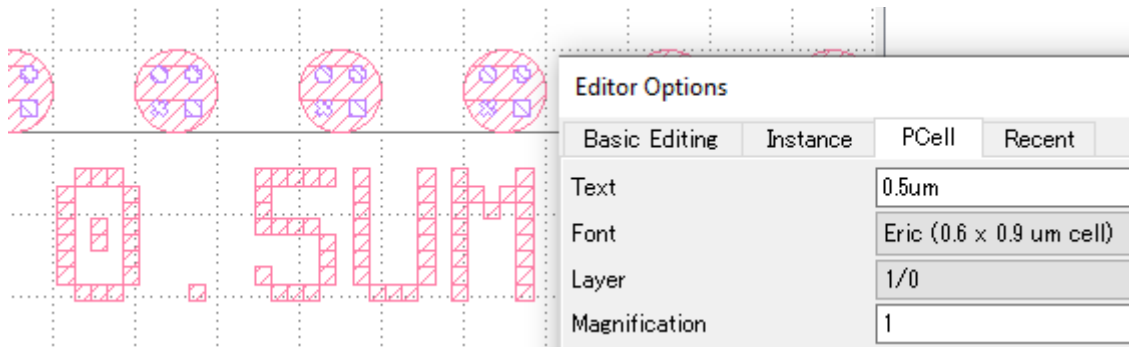 Editor Options
Basic Editing Instance PCell Recent
Text 0.5um
Font Eric (0.6 x 0.9 um cell)
Layer 1/0
Magnification 1
0.5UM